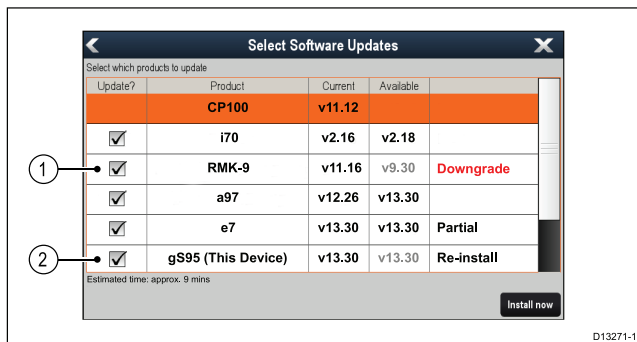 Select Software Updates
Select which products to update
Update? Product Current Available
CP100 v11.12
i70 v2.16 v2.18
1 RMK-9 v11.16 v9.30 Downgrade
a97 v12.26 v13.30
e7 v13.30 v13.30 Partial
2 gS95 (This Device) v13.30 v13.30 Re-install
Estimated time: approx. 9 mins
Install now
D13271-1